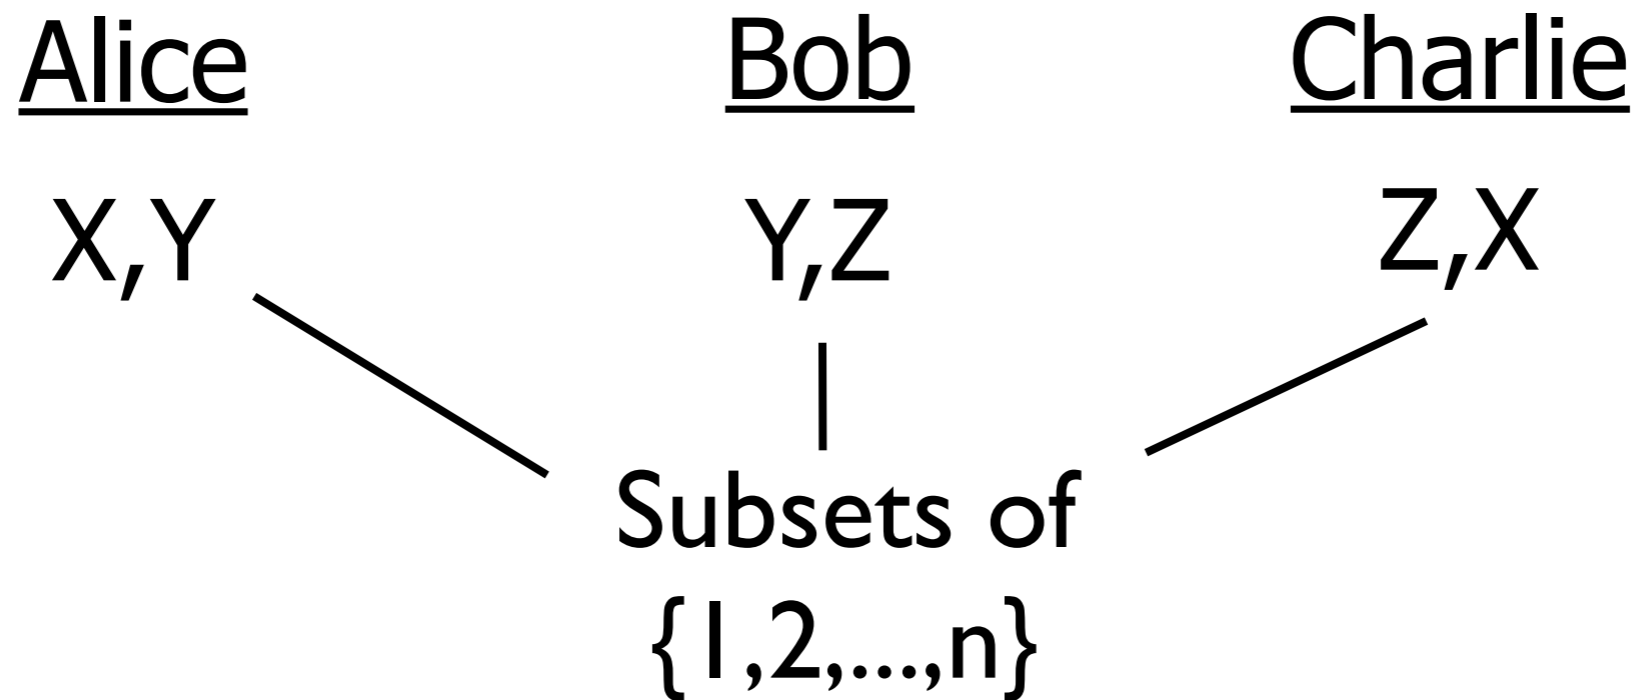 Alice Bob Charlie
X,Y Y,Z Z,X
Subsets of
{1,2,...,n}